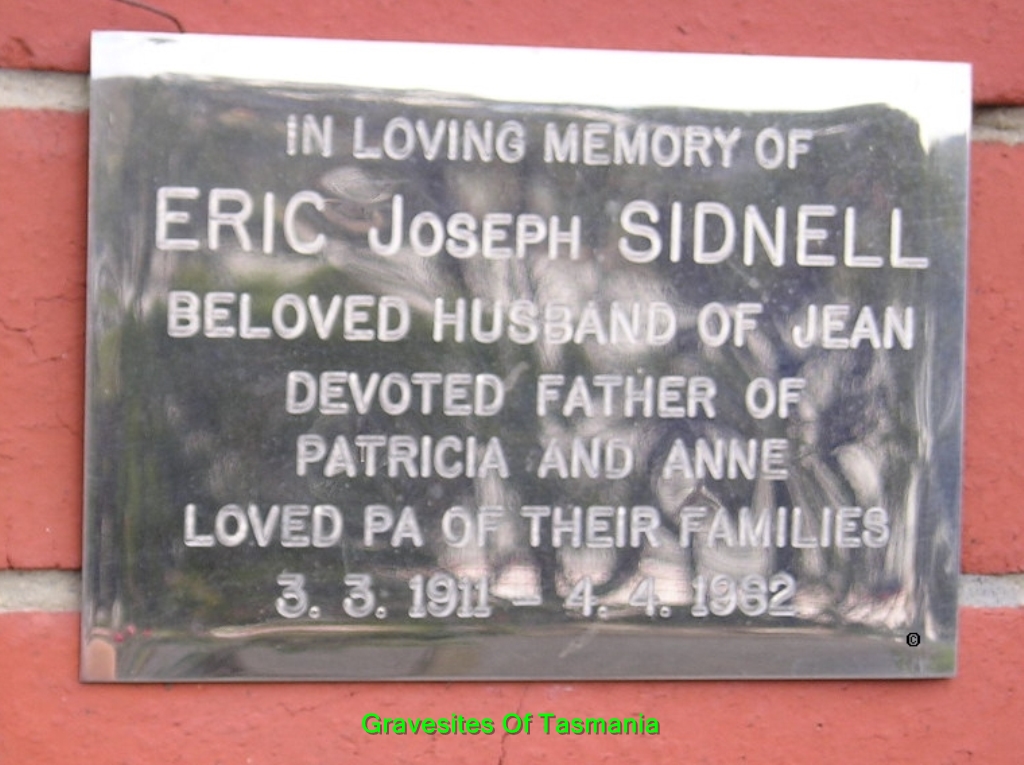 IN LOVING MEMORY OF
ERIC JOSEPH SIDNELL
BELOVED HUSBAND OF JEAN
DEVOTED FATHER OF
PATRICIA AND ANNE
LOVED PA OF THEIR FAMILIES
3. 3. 1911 - 4. 4. 1982
©
Gravesites Of Tasmania